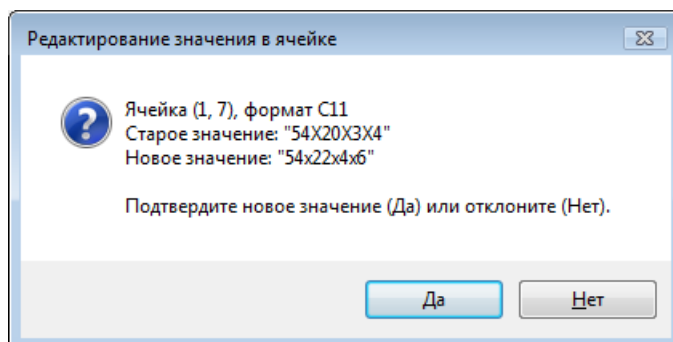 Редактирование значения в ячейке
Ячейка (1, 7), формат C11
Старое значение: "54X20X3X4"
Новое значение: "54x22x4x6"
Подтвердите новое значение (Да) или отклоните (Нет).
Да
Нет